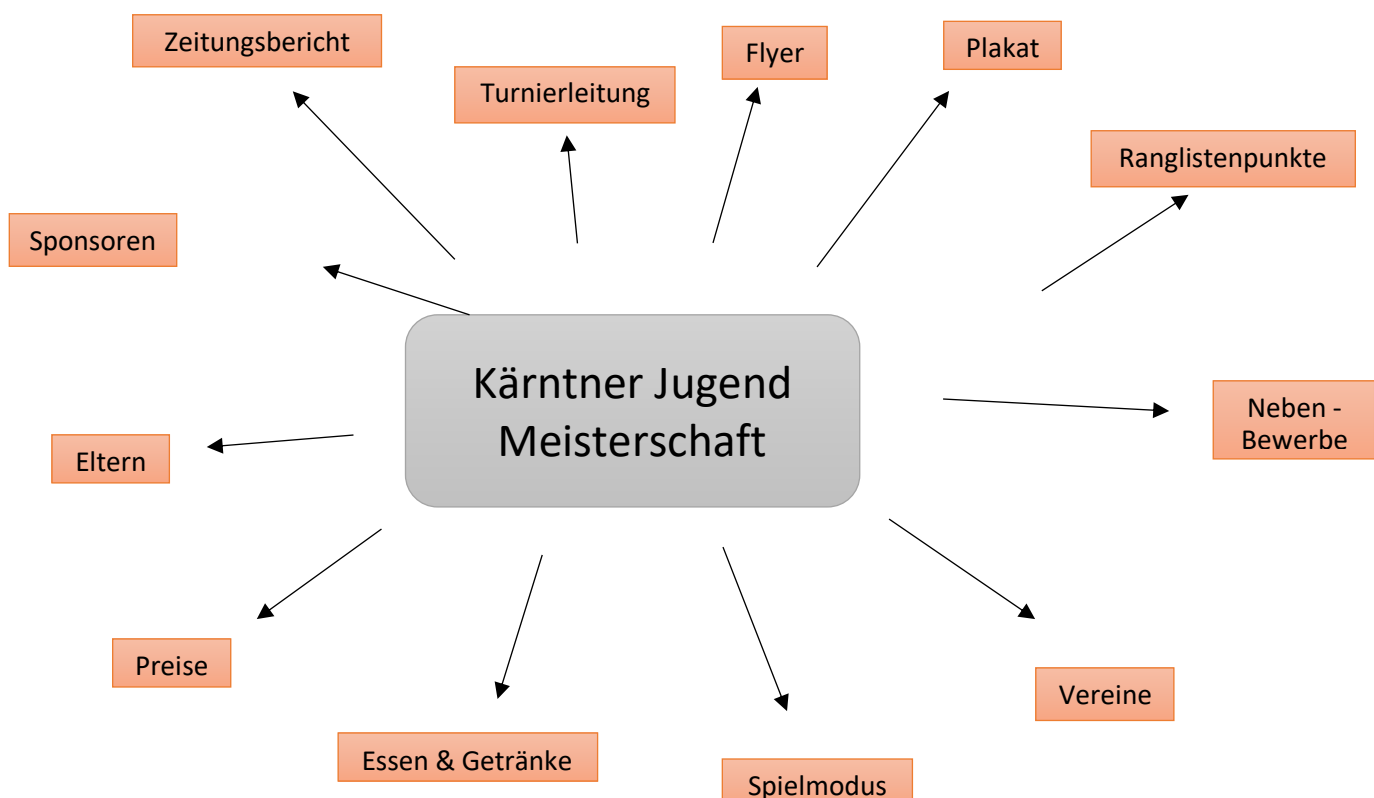 Zeitungsbericht
Turnierleitung
Flyer
Plakat
Ranglistenpunkte
Sponsoren
Kärntner Jugend
Meisterschaft
Neben -
Bewerbe
Eltern
Preise
Vereine
Essen & Getränke
Spielmodus